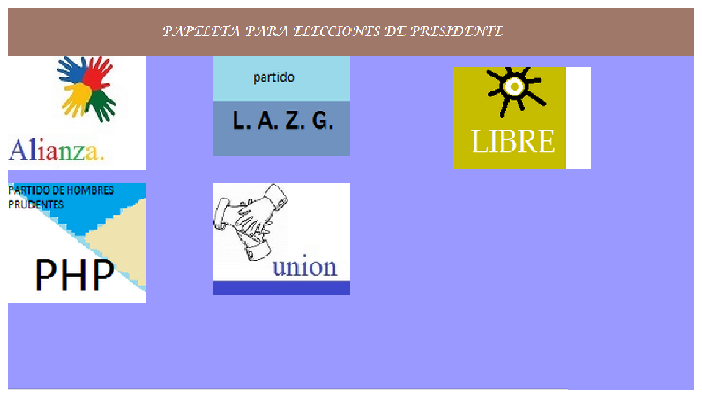 PAPELETA PARA ELECCIONES DE PRESIDENTE
Alianza.
partido
L. A. Z. G.
LIBRE
PARTIDO DE HOMBRES
PRUDENTES
PHP
union